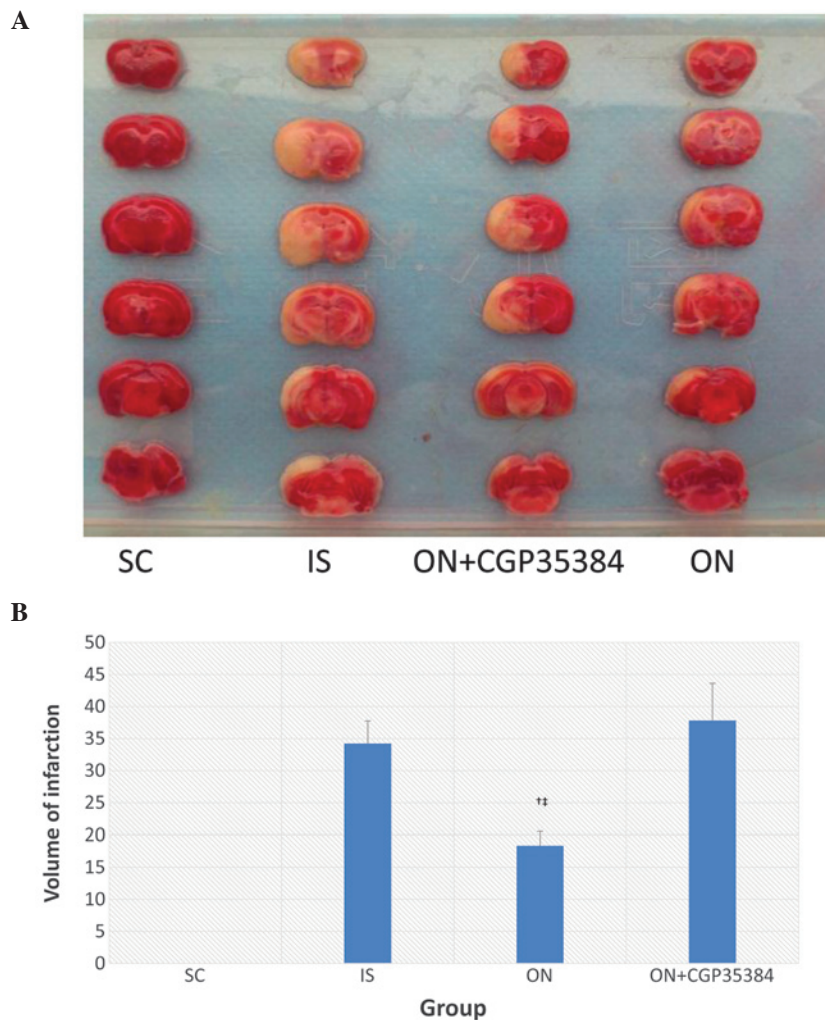 A
SC IS ON+CGP35384 ON
B
50
45
40
35
30
25
20
15
10
5
0
Volume of infarction
†‡
SC IS ON ON+CGP35384
Group